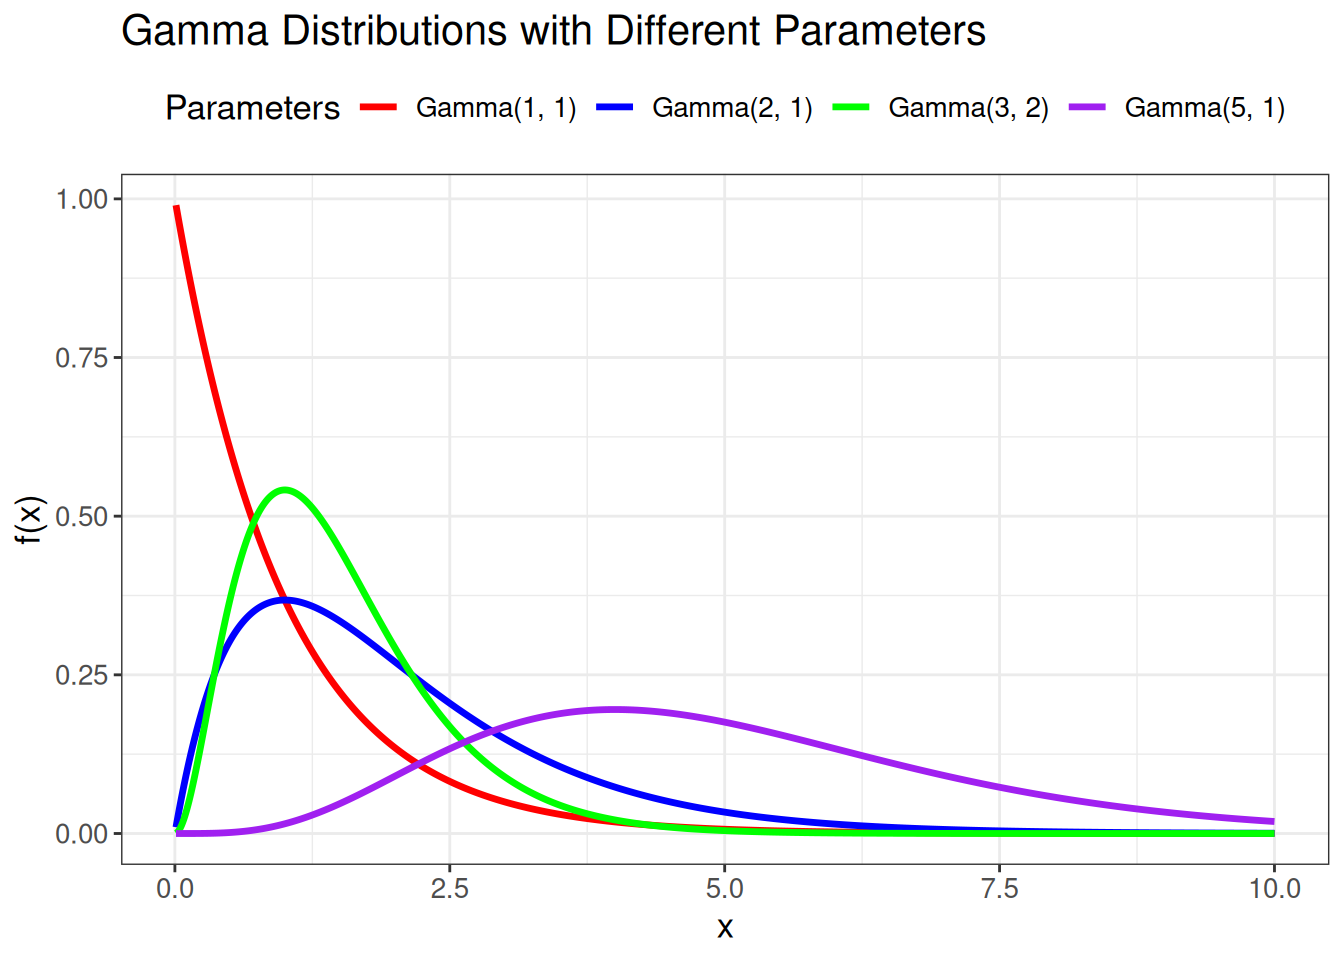 Gamma Distributions with Different Parameters
Parameters Gamma(1, 1) Gamma(2, 1) Gamma(3, 2) Gamma(5, 1)
1.00
0.75
0.50
0.25
0.00
f(x)
0.0 2.5 5.0 7.5 10.0
x